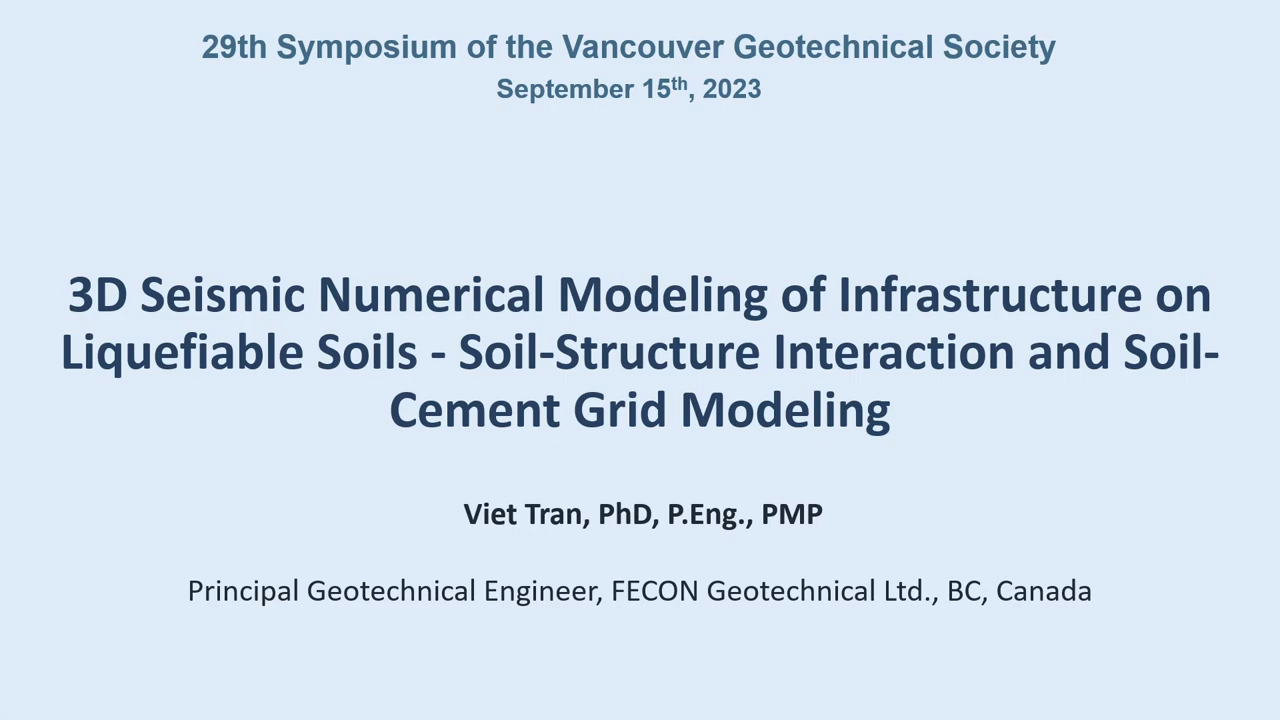 29th Symposium of the Vancouver Geotechnical Society
September 15th, 2023
3D Seismic Numerical Modeling of Infrastructure on
Liquefiable Soils - Soil-Structure Interaction and Soil-
Cement Grid Modeling
Viet Tran, PhD, P.Eng., PMP
Principal Geotechnical Engineer, FECON Geotechnical Ltd., BC, Canada